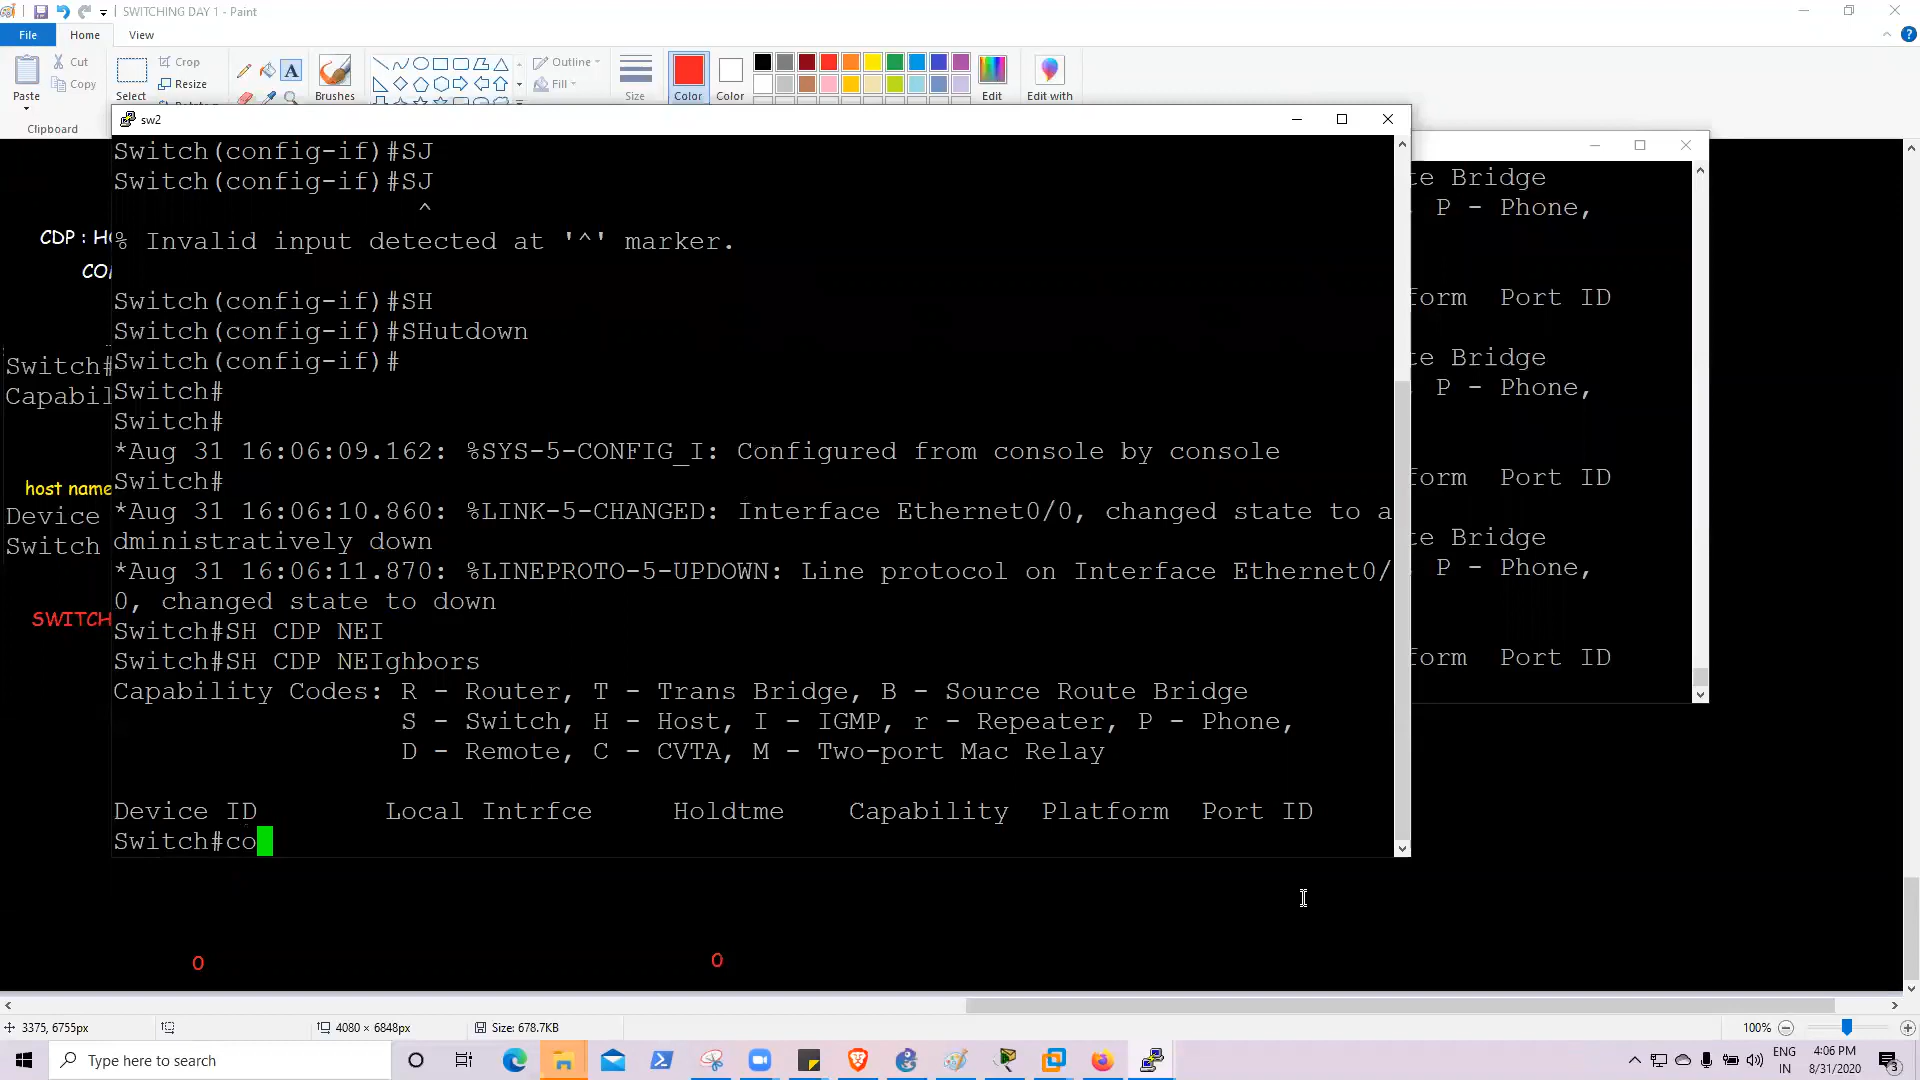 SWITCHING DAY 1 - Paint
File Home View
Paste
Cut
Copy
Clipboard
Select
Crop
Resize
Brushes
Outline
Fill
Size
Color
Color
Edit
Edit with
sw2
Switch(config-if)#SJ
Switch(config-if)#SJ
^
% Invalid input detected at '^' marker.
Switch(config-if)#SH
Switch(config-if)#SHutdown
Switch(config-if)#
Switch#
Switch#
*Aug 31 16:06:09.162: %SYS-5-CONFIG_I: Configured from console by console
Switch#
*Aug 31 16:06:10.860: %LINK-5-CHANGED: Interface Ethernet0/0, changed state to a
dministratively down
*Aug 31 16:06:11.870: %LINEPROTO-5-UPDOWN: Line protocol on Interface Ethernet0/
0, changed state to down
Switch#SH CDP NEI
Switch#SH CDP NEIghbors
Capability Codes: R - Router, T - Trans Bridge, B - Source Route Bridge
S - Switch, H - Host, I - IGMP, r - Repeater, P - Phone,
D - Remote, C - CVTA, M - Two-port Mac Relay
Device ID Local Intrfce Holdtme Capability Platform Port ID
Switch#co
CDP : HO
CO
Switch#
Capabil
host name
Device
Switch
SWITCH
te Bridge
P - Phone,
form Port ID
te Bridge
P - Phone,
form Port ID
te Bridge
P - Phone,
form Port ID
0 0
3375, 6755px
4080 × 6848px
Size: 678.7KB
100%
Type here to search
ENG
IN
4:06 PM
8/31/2020
3